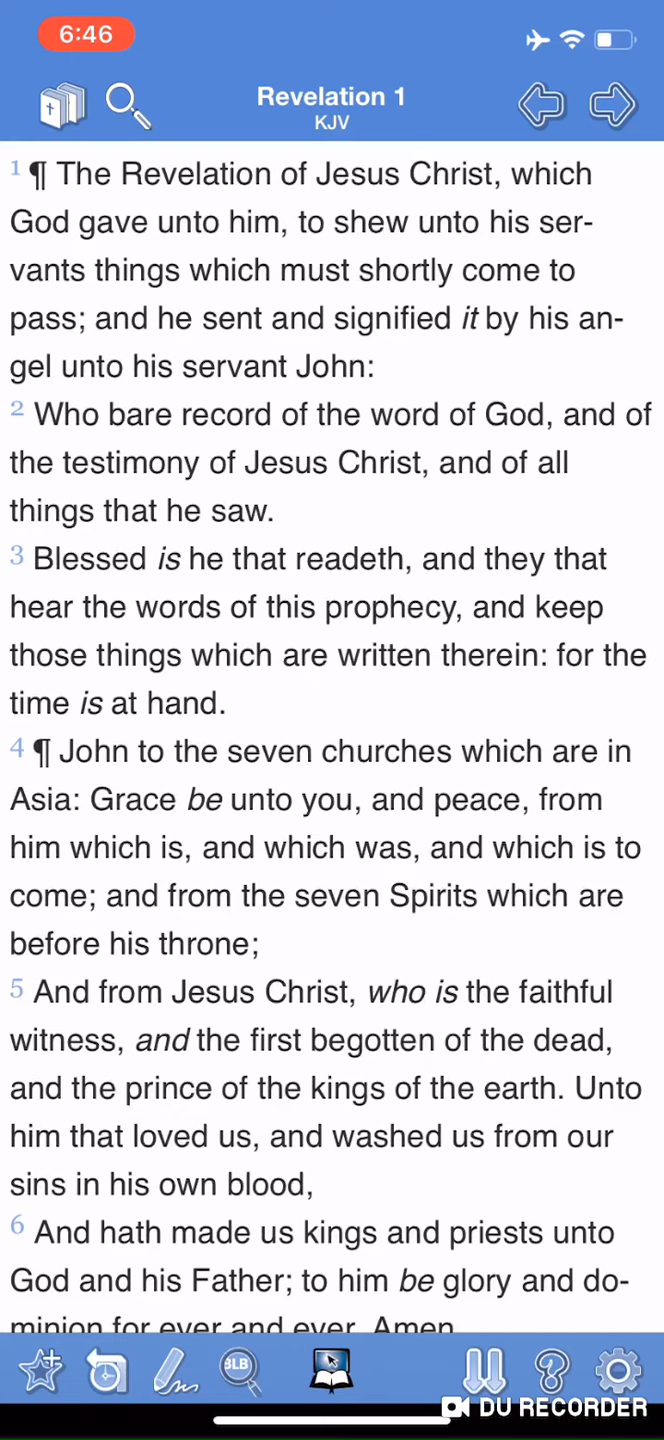 6:46
Revelation 1
KJV
1 ¶ The Revelation of Jesus Christ, which
God gave unto him, to shew unto his ser-
vants things which must shortly come to
pass; and he sent and signified it by his an-
gel unto his servant John:
2 Who bare record of the word of God, and of
the testimony of Jesus Christ, and of all
things that he saw.
3 Blessed is he that readeth, and they that
hear the words of this prophecy, and keep
those things which are written therein: for the
time is at hand.
4 ¶ John to the seven churches which are in
Asia: Grace be unto you, and peace, from
him which is, and which was, and which is to
come; and from the seven Spirits which are
before his throne;
5 And from Jesus Christ, who is the faithful
witness, and the first begotten of the dead,
and the prince of the kings of the earth. Unto
him that loved us, and washed us from our
sins in his own blood,
6 And hath made us kings and priests unto
God and his Father; to him be glory and do-
minion for ever and ever. Amen.
BLB
DU RECORDER